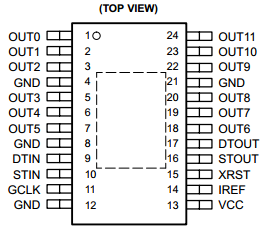 (TOP VIEW)
OUT0 1 24 OUT11
OUT1 2 23 OUT10
OUT2 3 22 OUT9
GND 4 21 GND
OUT3 5 20 OUT8
OUT4 6 19 OUT7
OUT5 7 18 OUT6
GND 8 17 DTOUT
DTIN 9 16 STOUT
STIN 10 15 XRST
GCLK 11 14 IREF
GND 12 13 VCC